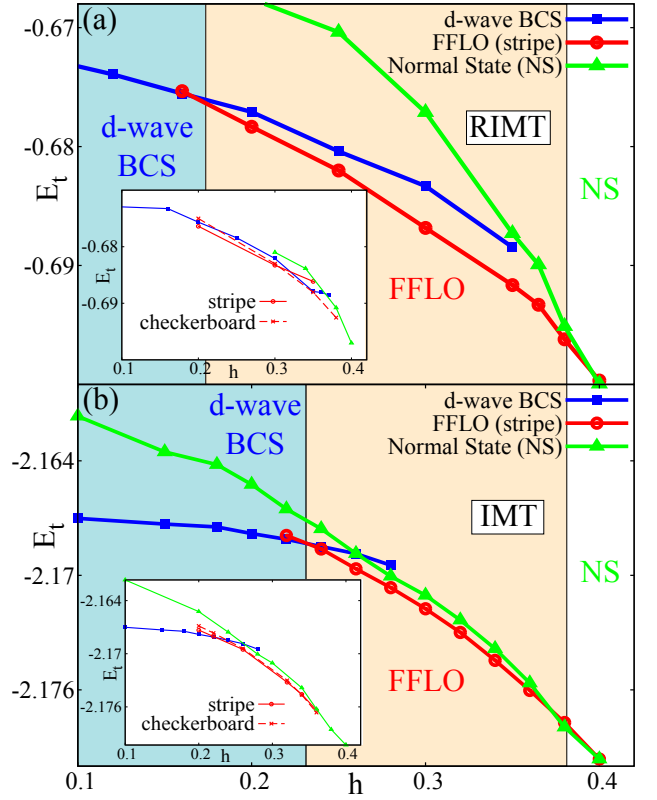 (a)
d-wave BCS
FFLO (stripe)
Normal State (NS)
-0.67
-0.68
-0.69
E_t
d-wave
BCS
RIMT
NS
FFLO
-0.68
-0.69
E_t
stripe
checkerboard
0.1 0.2 0.3 0.4
h
(b)
d-wave
BCS
d-wave BCS
FFLO (stripe)
Normal State (NS)
-2.164
-2.17
-2.176
E_t
IMT
NS
FFLO
-2.164
-2.17
-2.176
E_t
stripe
checkerboard
0.1 0.2 0.3 0.4
h
0.1 0.2 h 0.3 0.4